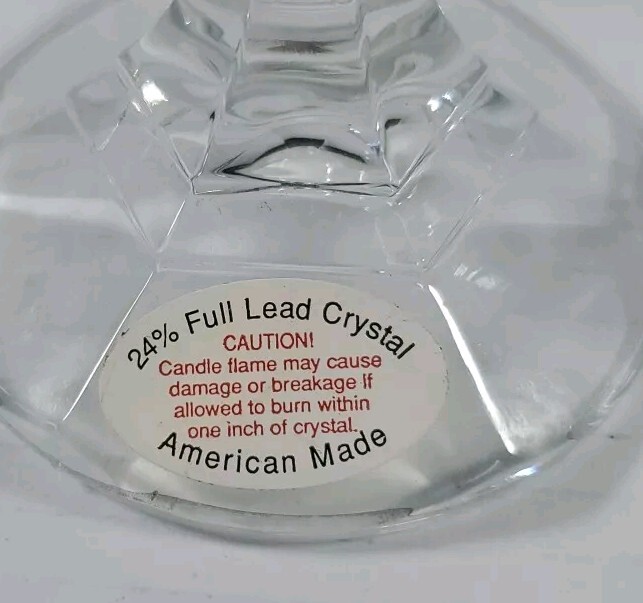 24% Full Lead Crystal
CAUTION!
Candle flame may cause
damage or breakage if
allowed to burn within
one inch of crystal.
American Made